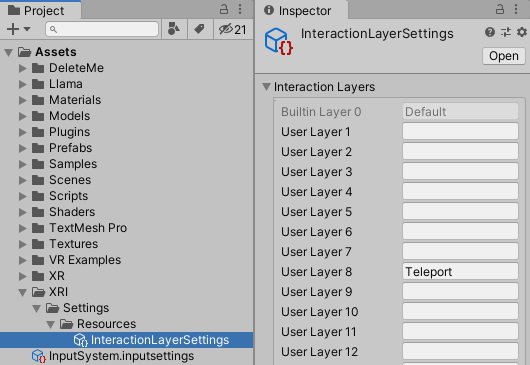 Project
21
Assets
DeleteMe
Llama
Materials
Models
Plugins
Prefabs
Samples
Scenes
Scripts
Shaders
TextMesh Pro
Textures
VR Examples
XR
XRI
Settings
Resources
InteractionLayerSettings
InputSystem.inputsettings
Inspector
InteractionLayerSettings
Open
Interaction Layers
Builtin Layer 0 Default
User Layer 1
User Layer 2
User Layer 3
User Layer 4
User Layer 5
User Layer 6
User Layer 7
User Layer 8 Teleport
User Layer 9
User Layer 10
User Layer 11
User Layer 12